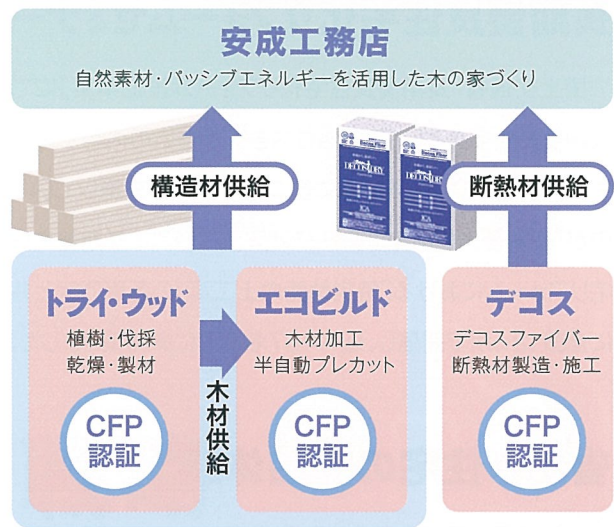 安成工務店
自然素材・パッシブエネルギーを活用した木の家づくり
構造材供給
DECOSDRY
断熱材供給
トライ・ウッド
植樹・伐採
乾燥・製材
CFP
認証
木材供給
エコビルド
木材加工
半自動プレカット
CFP
認証
デコス
デコスファイバー
断熱材製造・施工
CFP
認証